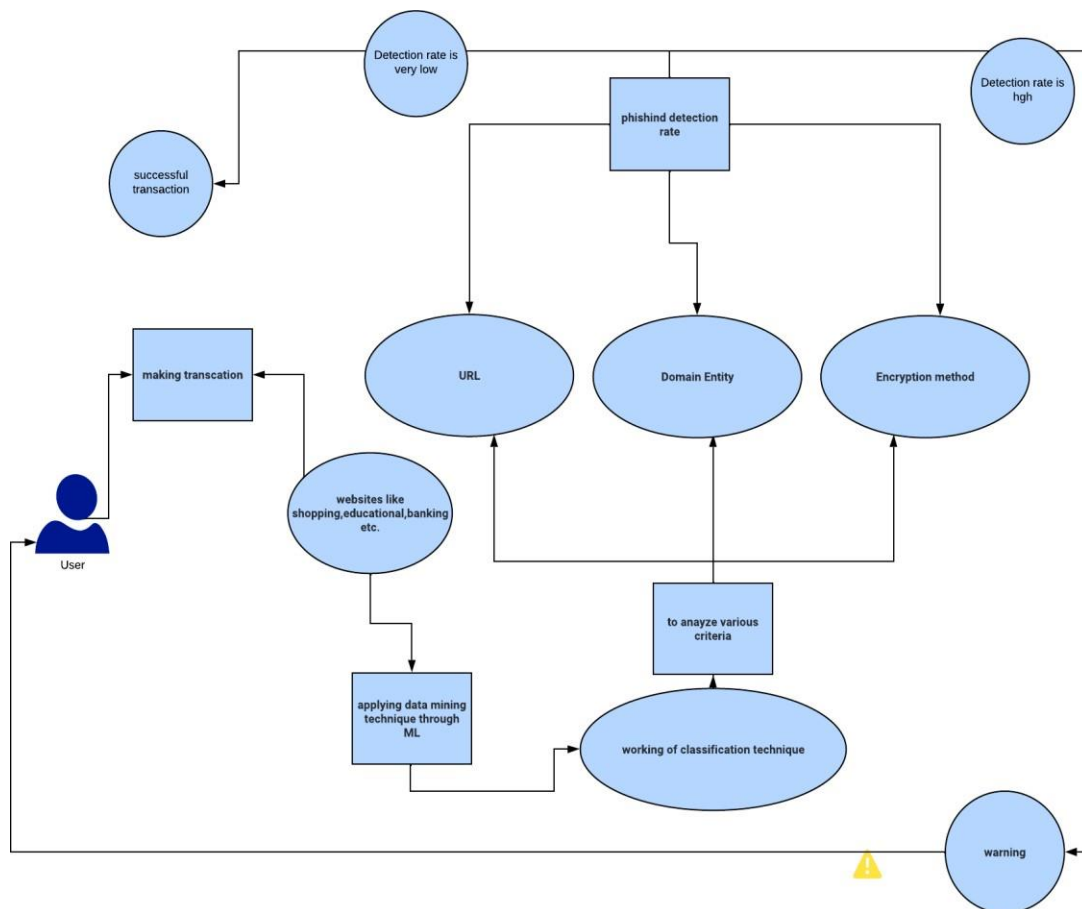 Detection rate is
very low
Detection rate is
hgh
phishind detection
rate
successful
transaction
making transcation
URL
Domain Entity
Encryption method
websites like
shopping,educational,banking
etc.
User
to anayze various
criteria
applying data mining
technique through
ML
working of classification technique
warning